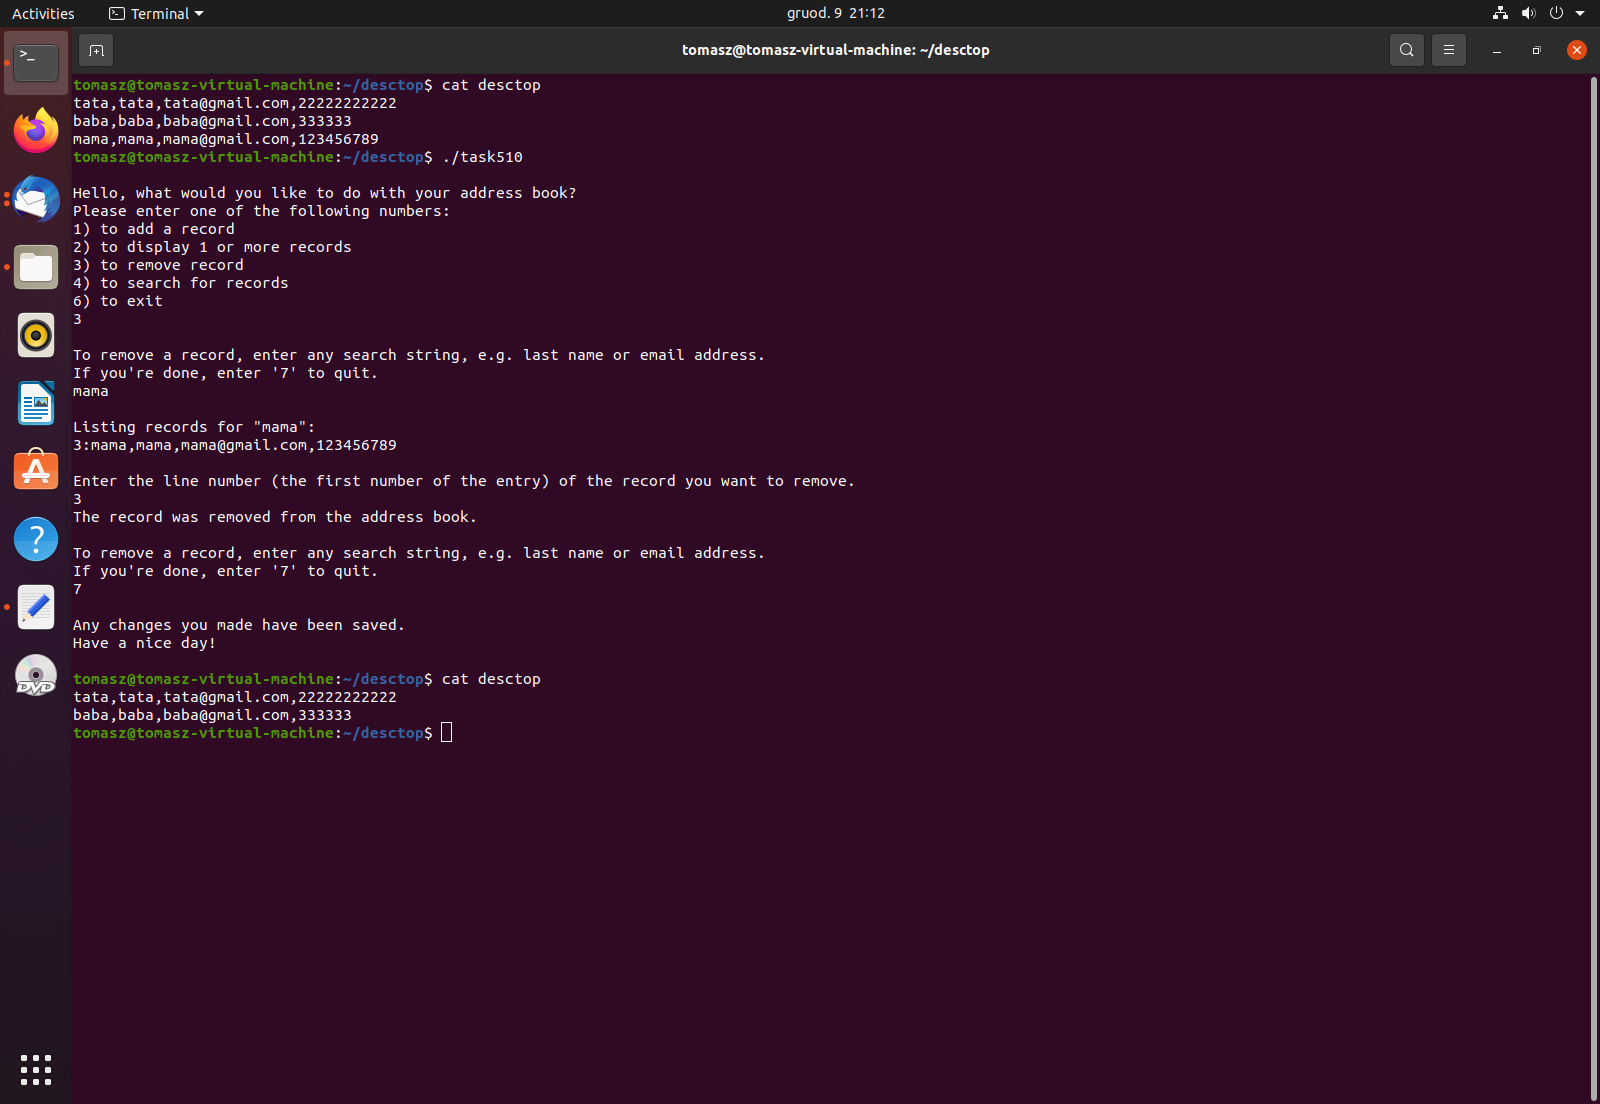 Activities
Terminal
gruod. 9 21:12
tomasz@tomasz-virtual-machine: ~/desctop
tomasz@tomasz-virtual-machine:~/desctop$ cat desctop
tata,tata,tata@gmail.com,22222222222
baba,baba,baba@gmail.com,333333
mama,mama,mama@gmail.com,123456789
tomasz@tomasz-virtual-machine:~/desctop$ ./task510
Hello, what would you like to do with your address book?
Please enter one of the following numbers:
1) to add a record
2) to display 1 or more records
3) to remove record
4) to search for records
6) to exit
3
To remove a record, enter any search string, e.g. last name or email address.
If you're done, enter '7' to quit.
mama
Listing records for "mama":
3:mama,mama,mama@gmail.com,123456789
Enter the line number (the first number of the entry) of the record you want to remove.
3
The record was removed from the address book.
To remove a record, enter any search string, e.g. last name or email address.
If you're done, enter '7' to quit.
7
Any changes you made have been saved.
Have a nice day!
tomasz@tomasz-virtual-machine:~/desctop$ cat desctop
tata,tata,tata@gmail.com,22222222222
baba,baba,baba@gmail.com,333333
tomasz@tomasz-virtual-machine:~/desctop$
DVD